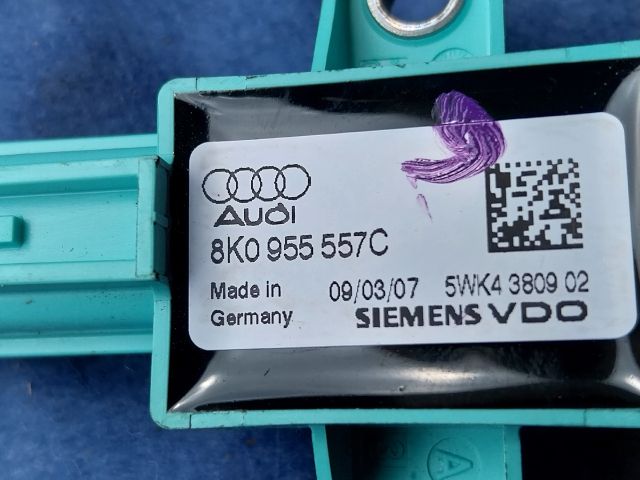 Audi
8K0 955 557C
Made in 09/03/07 5WK4 3809 02
Germany SIEMENS VDO
A